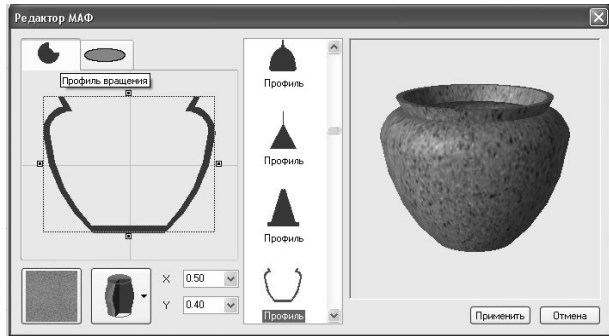 Редактор МАФ
Профиль вращения
Профиль
Профиль
Профиль
Профиль
X 0.50
Y 0.40
Применить
Отмена